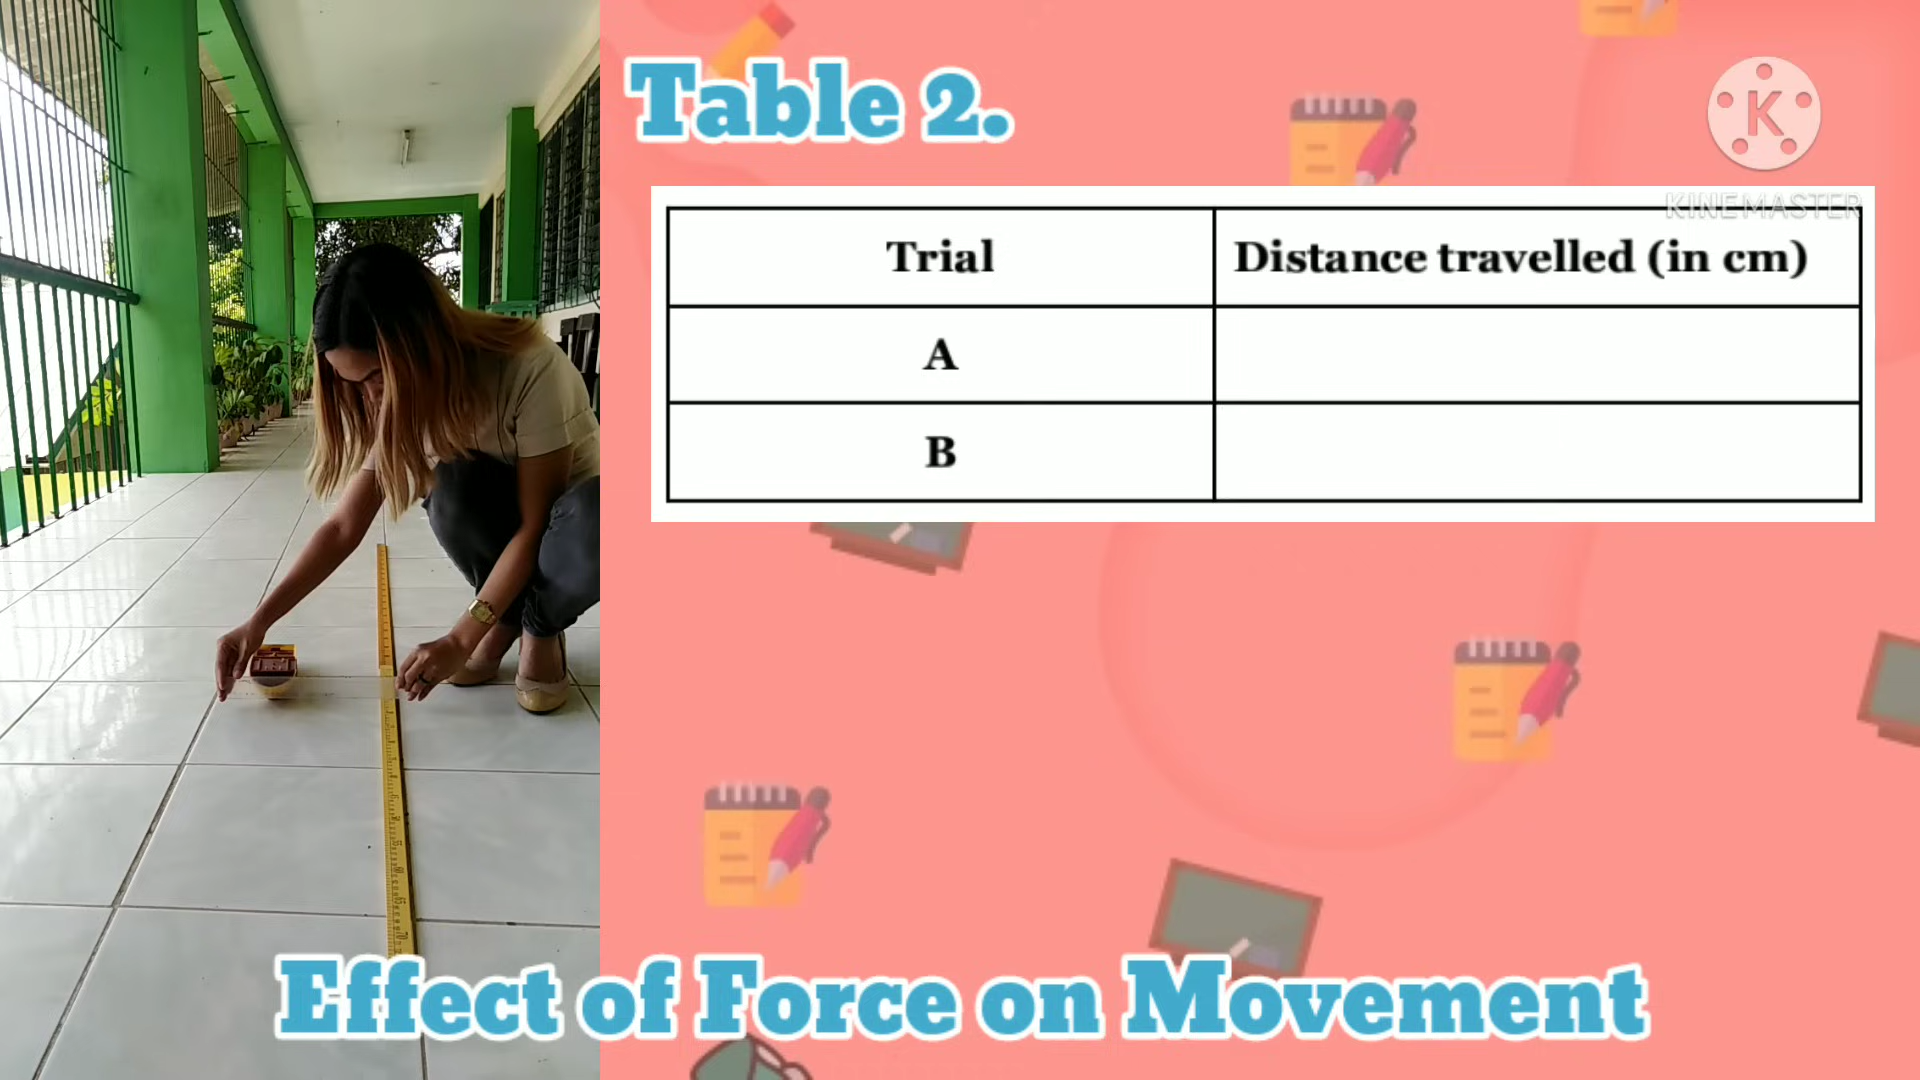 Table 2.
K
KINEMASTER
Trial
Distance travelled (in cm)
A
B
Effect of Force on Movement